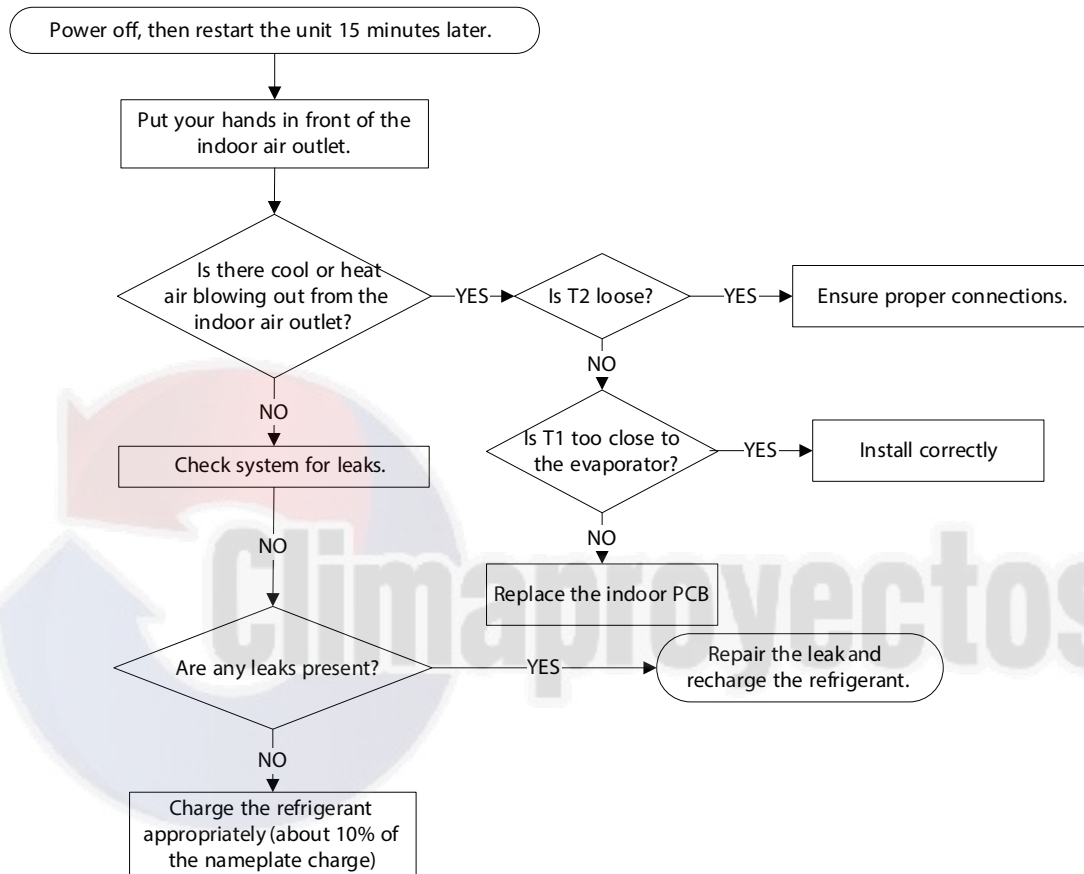 Power off, then restart the unit 15 minutes later.
Put your hands in front of the
indoor air outlet.
Is there cool or heat
air blowing out from the
indoor air outlet?
YES
Is T2 loose?
YES
Ensure proper connections.
NO
Is T1 too close to
the evaporator?
YES
Install correctly
NO
Replace the indoor PCB
NO
Check system for leaks.
NO
Are any leaks present?
YES
Repair the leak and
recharge the refrigerant.
NO
Charge the refrigerant
appropriately (about 10% of
the nameplate charge)
Climaproyectos